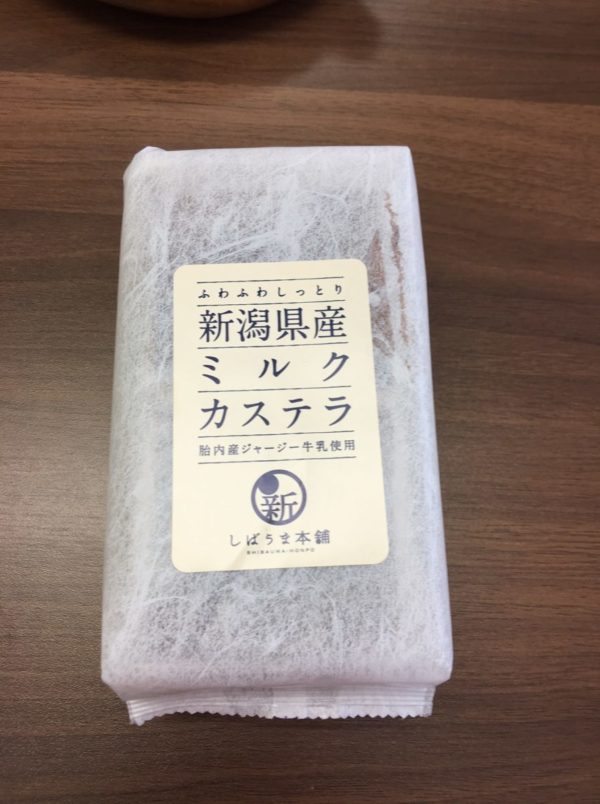 ふわふわしっとり
新潟県産
ミルク
カステラ
胎内産ジャージー牛乳使用
新
しばうま本舗
SHIBAUMA-HONPO